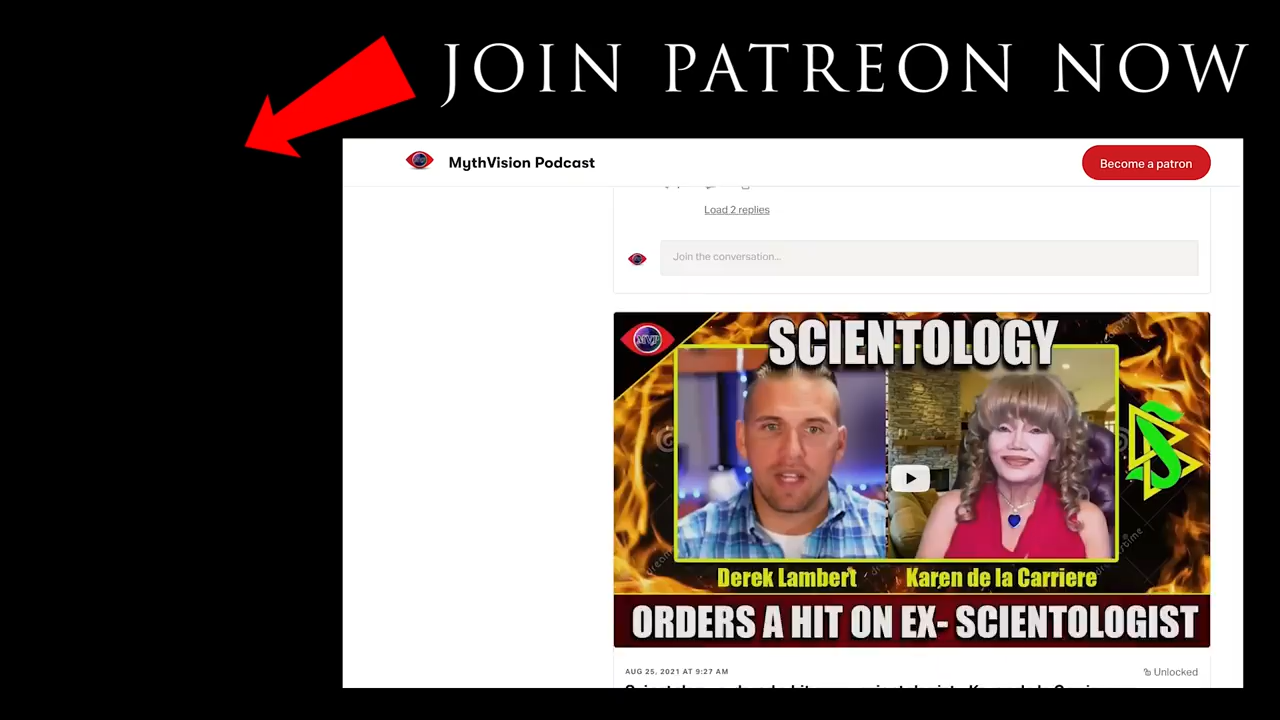 JOIN PATREON NOW
MythVision Podcast
Become a patron
Load 2 replies
Join the conversation...
MVP
SCIENTOLOGY
Derek Lambert
Karen de la Carriere
ORDERS A HIT ON EX- SCIENTOLOGIST
AUG 25, 2021 AT 9:27 AM
Unlocked